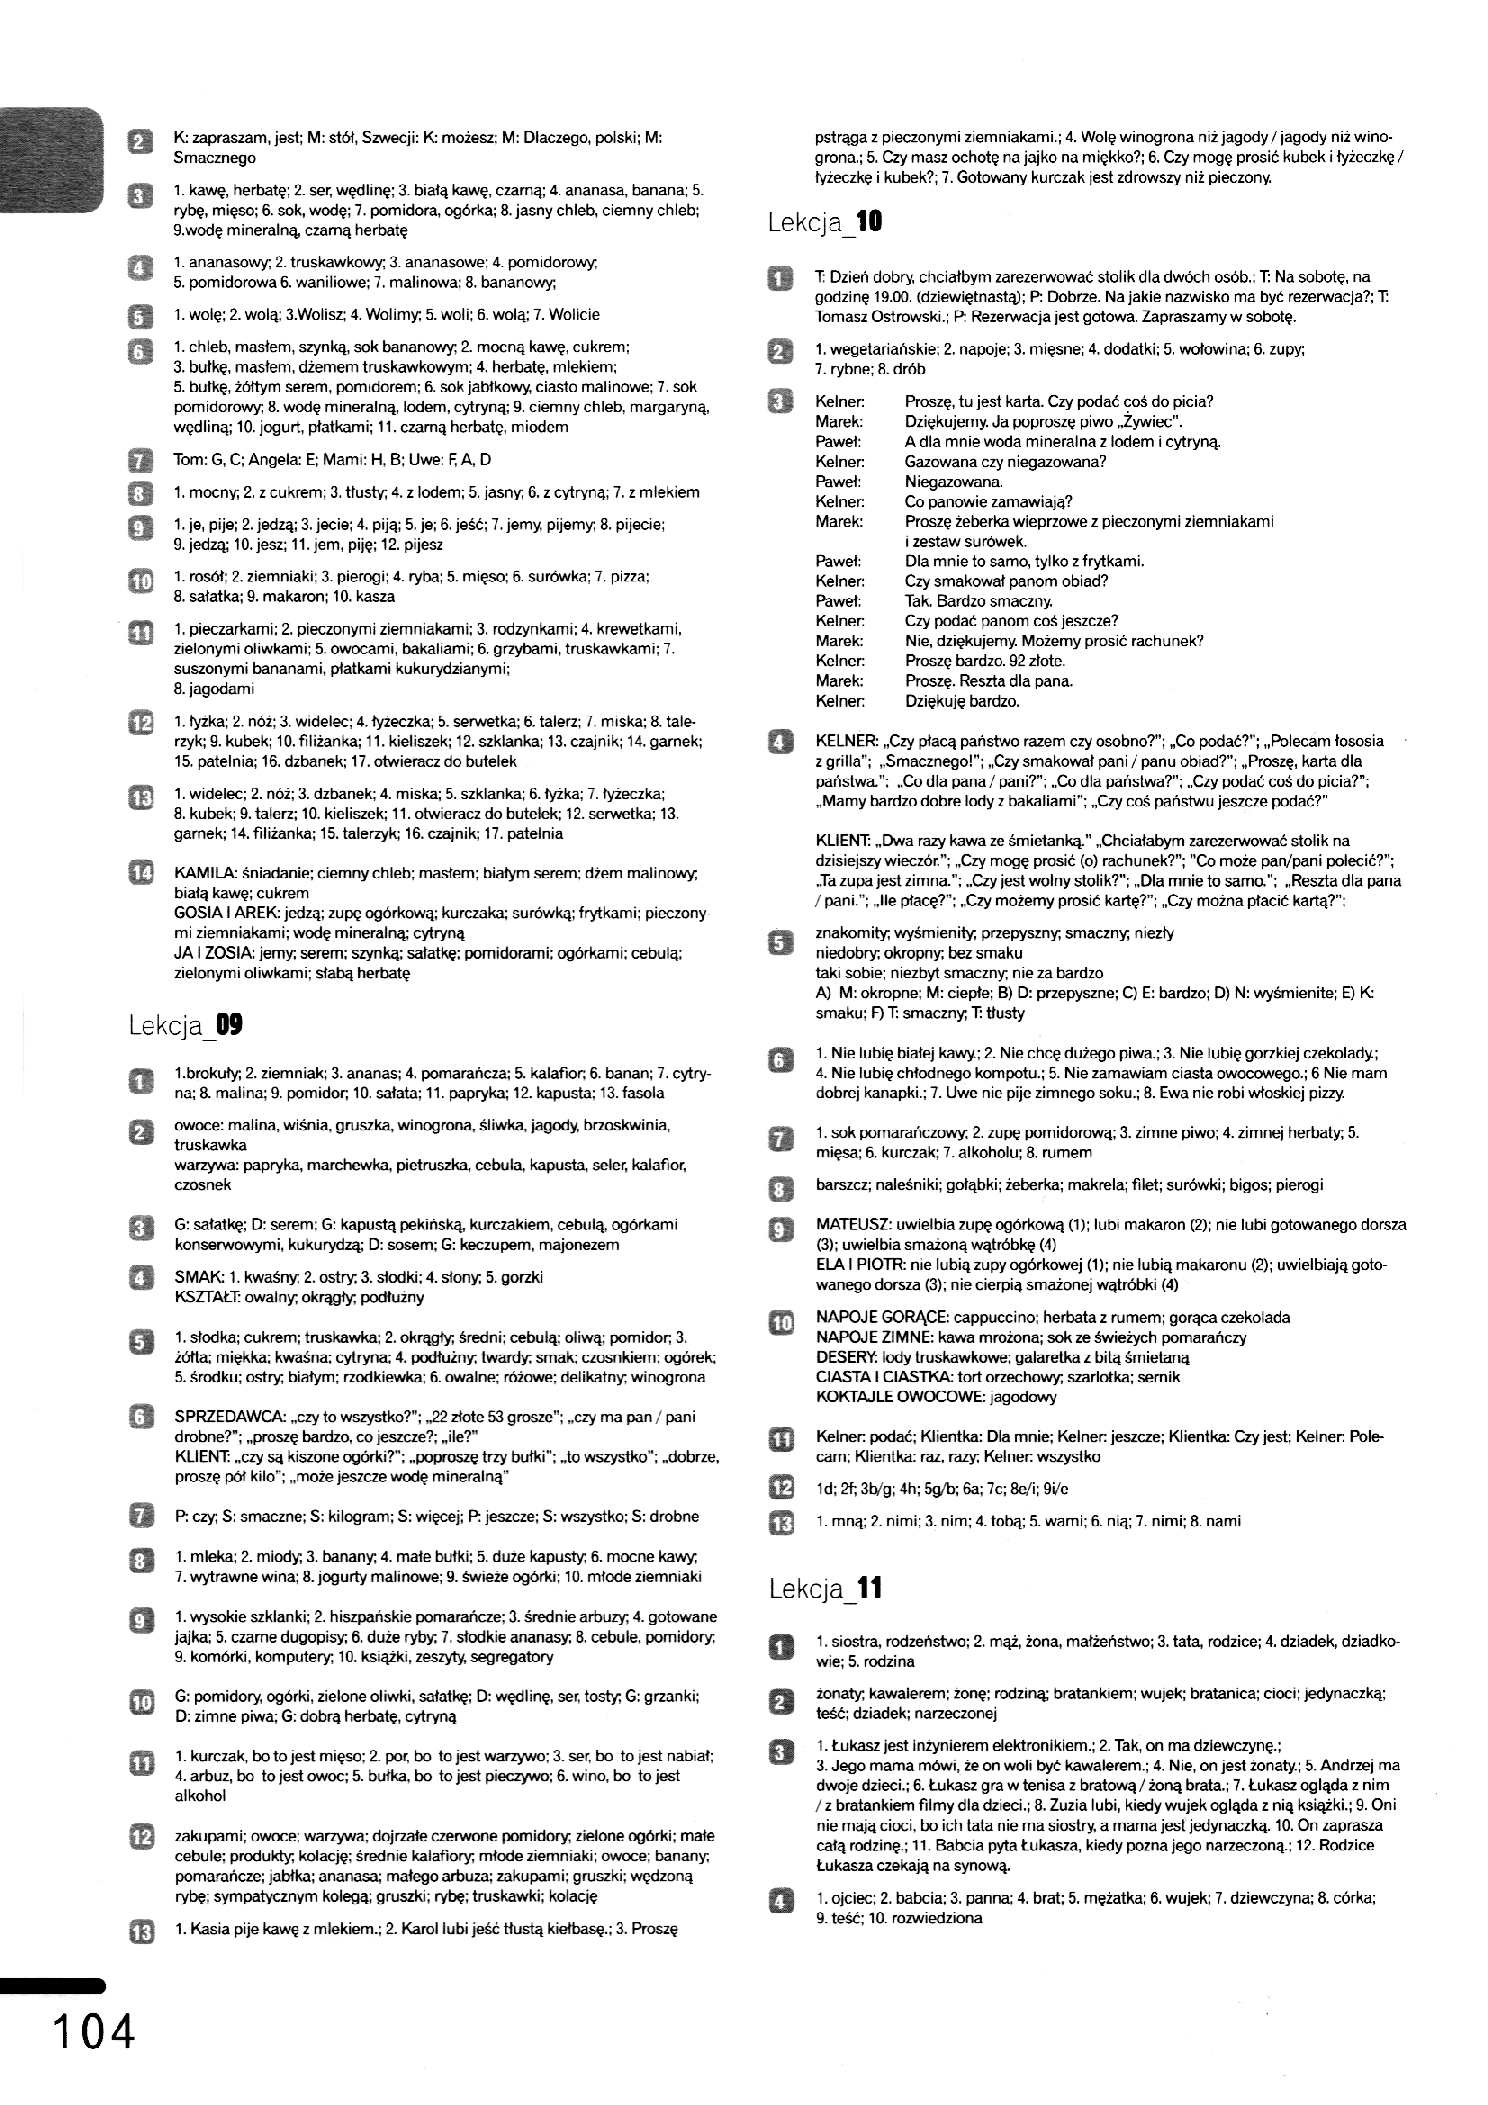 2 K: zapraszam, jest; M: stół, Szwecji: K: możesz; M: Dlaczego, polski; M:
Smacznego
3 1. kawę, herbatę; 2. ser, wędlinę; 3. białą kawę, czarną; 4. ananasa, banana; 5.
rybę, mięso; 6. sok, wodę; 7. pomidora, ogórka; 8. jasny chleb, ciemny chleb;
9.wodę mineralną, czarną herbatę
4 1. ananasowy; 2. truskawkowy; 3. ananasowe; 4. pomidorowy;
5. pomidorowa 6. waniliowe; 7. malinowa; 8. bananowy;
5 1. wolę; 2. wolą; 3.Wolisz; 4. Wolimy; 5. woli; 6. wolą; 7. Wolicie
6 1. chleb, masłem, szynką, sok bananowy; 2. mocną kawę, cukrem;
3. bułkę, masłem, dżemem truskawkowym; 4. herbatę, mlekiem;
5. bułkę, żółtym serem, pomidorem; 6. sok jabłkowy, ciasto malinowe; 7. sok
pomidorowy; 8. wodę mineralną, lodem, cytryną; 9. ciemny chleb, margaryną,
wędliną; 10. jogurt, płatkami; 11. czarną herbatę, miodem
7 Tom: G, C; Angela: E; Mami: H, B; Uwe: F, A, D
8 1. mocny; 2. z cukrem; 3. tłusty; 4. z lodem; 5. jasny; 6. z cytryną; 7. z mlekiem
9 1. je, pije; 2. jedzą; 3. jecie; 4. piją; 5. je; 6. jeść; 7. jemy, pijemy; 8. pijecie;
9. jedzą; 10. jesz; 11. jem, piję; 12. pijesz
10 1. rosół; 2. ziemniaki; 3. pierogi; 4. ryba; 5. mięso; 6. surówka; 7. pizza;
8. sałatka; 9. makaron; 10. kasza
11 1. pieczarkami; 2. pieczonymi ziemniakami; 3. rodzynkami; 4. krewetkami,
zielonymi oliwkami; 5. owocami, bakaliami; 6. grzybami, truskawkami; 7.
suszonymi bananami, płatkami kukurydzianymi;
8. jagodami
12 1. łyżka; 2. nóż; 3. widelec; 4. łyżeczka; 5. serwetka; 6. talerz; 7. miska; 8. tale-
rzyk; 9. kubek; 10. filiżanka; 11. kieliszek; 12. szklanka; 13. czajnik; 14. garnek;
15. patelnia; 16. dzbanek; 17. otwieracz do butelek
13 1. widelec; 2. nóż; 3. dzbanek; 4. miska; 5. szklanka; 6. łyżka; 7. łyżeczka;
8. kubek; 9. talerz; 10. kieliszek; 11. otwieracz do butelek; 12. serwetka; 13.
garnek; 14. filiżanka; 15. talerzyk; 16. czajnik; 17. patelnia
14 KAMILA: śniadanie; ciemny chleb; masłem; białym serem; dżem malinowy;
białą kawę; cukrem
GOSIA I AREK: jedzą; zupę ogórkową; kurczaka; surówką; frytkami; pieczony-
mi ziemniakami; wodę mineralną; cytryną
JA I ZOSIA: jemy; serem; szynką; sałatkę; pomidorami; ogórkami; cebulą;
zielonymi oliwkami; słabą herbatę
Lekcja_09
1 1.brokuły; 2. ziemniak; 3. ananas; 4. pomarańcza; 5. kalafior; 6. banan; 7. cytry-
na; 8. malina; 9. pomidor; 10. sałata; 11. papryka; 12. kapusta; 13. fasola
2 owoce: malina, wiśnia, gruszka, winogrona, śliwka, jagody, brzoskwinia,
truskawka
warzywa: papryka, marchewka, pietruszka, cebula, kapusta, seler, kalafior,
czosnek
3 G: sałatkę; D: serem; G: kapustą pekińską, kurczakiem, cebulą, ogórkami
konserwowymi, kukurydzą; D: sosem; G: keczupem, majonezem
4 SMAK: 1. kwaśny; 2. ostry; 3. słodki; 4. słony; 5. gorzki
KSZTAŁT: owalny; okrągły; podłużny
5 1. słodka; cukrem; truskawka; 2. okrągły; średni; cebulą; oliwą; pomidor; 3.
żółta; miękka; kwaśna; cytryna; 4. podłużny; twardy; smak; czosnkiem; ogórek;
5. środku; ostry; białym; rzodkiewka; 6. owalne; różowe; delikatny; winogrona
6 SPRZEDAWCA: „czy to wszystko?"; „22 złote 53 grosze"; „czy ma pan / pani
drobne?"; „proszę bardzo, co jeszcze?; „ile?"
KLIENT: „czy są kiszone ogórki?"; „poproszę trzy bułki"; „to wszystko"; „dobrze,
proszę pół kilo"; „może jeszcze wodę mineralną"
7 P: czy; S: smaczne; S: kilogram; S: więcej; P: jeszcze; S: wszystko; S: drobne
8 1. mleka; 2. miody; 3. banany; 4. małe bułki; 5. duże kapusty; 6. mocne kawy;
7. wytrawne wina; 8. jogurty malinowe; 9. świeże ogórki; 10. młode ziemniaki
9 1. wysokie szklanki; 2. hiszpańskie pomarańcze; 3. średnie arbuzy; 4. gotowane
jajka; 5. czarne dugopisy; 6. duże ryby; 7. słodkie ananasy; 8. cebule, pomidory;
9. komórki, komputery; 10. książki, zeszyty, segregatory
10 G: pomidory, ogórki, zielone oliwki, sałatkę; D: wędlinę, ser, tosty; G: grzanki;
D: zimne piwa; G: dobrą herbatę, cytryną
11 1. kurczak, bo to jest mięso; 2. por, bo to jest warzywo; 3. ser, bo to jest nabiał;
4. arbuz, bo to jest owoc; 5. bułka, bo to jest pieczywo; 6. wino, bo to jest
alkohol
12 zakupami; owoce; warzywa; dojrzałe czerwone pomidory; zielone ogórki; małe
cebule; produkty; kolację; średnie kalafiory; młode ziemniaki; owoce; banany;
pomarańcze; jabłka; ananasa; małego arbuza; zakupami; gruszki; wędzoną
rybę; sympatycznym kolegą; gruszki; rybę; truskawki; kolację
13 1. Kasia pije kawę z mlekiem.; 2. Karol lubi jeść tłustą kiełbasę.; 3. Proszę
pstrąga z pieczonymi ziemniakami.; 4. Wolę winogrona niż jagody / jagody niż wino-
grona.; 5. Czy masz ochotę na jajko na miękko?; 6. Czy mogę prosić kubek i łyżeczkę /
łyżeczkę i kubek?; 7. Gotowany kurczak jest zdrowszy niż pieczony.
Lekcja_10
1 T: Dzień dobry, chciałbym zarezerwować stolik dla dwóch osób.; T: Na sobotę, na
godzinę 19.00. (dziewiętnastą); P: Dobrze. Na jakie nazwisko ma być rezerwacja?; T:
Tomasz Ostrowski.; P: Rezerwacja jest gotowa. Zapraszamy w sobotę.
2 1. wegetariańskie; 2. napoje; 3. mięsne; 4. dodatki; 5. wołowina; 6. zupy;
7. rybne; 8. drób
3 Kelner: Proszę, tu jest karta. Czy podać coś do picia?
Marek: Dziękujemy. Ja poproszę piwo „Żywiec".
Paweł: A dla mnie woda mineralna z lodem i cytryną.
Kelner: Gazowana czy niegazowana?
Paweł: Niegazowana.
Kelner: Co panowie zamawiają?
Marek: Proszę żeberka wieprzowe z pieczonymi ziemniakami
i zestaw surówek.
Paweł: Dla mnie to samo, tylko z frytkami.
Kelner: Czy smakował panom obiad?
Paweł: Tak. Bardzo smaczny.
Kelner: Czy podać panom coś jeszcze?
Marek: Nie, dziękujemy. Możemy prosić rachunek?
Kelner: Proszę bardzo. 92 złote.
Marek: Proszę. Reszta dla pana.
Kelner: Dziękuję bardzo.
4 KELNER: „Czy płacą państwo razem czy osobno?"; „Co podać?"; „Polecam łososia
z grilla"; „Smacznego!"; „Czy smakował pani / panu obiad?"; „Proszę, karta dla
państwa."; „Co dla pana / pani?"; „Co dla państwa?"; „Czy podać coś do picia?";
„Mamy bardzo dobre lody z bakaliami"; „Czy coś państwu jeszcze podać?"
KLIENT: „Dwa razy kawa ze śmietanką." „Chciałabym zarezerwować stolik na
dzisiejszy wieczór."; „Czy mogę prosić (o) rachunek?"; "Co może pan/pani polecić?";
„Ta zupa jest zimna."; „Czy jest wolny stolik?"; „Dla mnie to samo."; „Reszta dla pana
/ pani."; „Ile płacę?"; „Czy możemy prosić kartę?"; „Czy można płacić kartą?";
5 znakomity; wyśmienity; przepyszny; smaczny; niezły
niedobry; okropny; bez smaku
taki sobie; niezbyt smaczny; nie za bardzo
A) M: okropne; M: ciepłe; B) D: przepyszne; C) E: bardzo; D) N: wyśmienite; E) K:
smaku; F) T: smaczny; T: tłusty
6 1. Nie lubię białej kawy.; 2. Nie chcę dużego piwa.; 3. Nie lubię gorzkiej czekolady.;
4. Nie lubię chłodnego kompotu.; 5. Nie zamawiam ciasta owocowego.; 6 Nie mam
dobrej kanapki.; 7. Uwe nie pije zimnego soku.; 8. Ewa nie robi włoskiej pizzy.
7 1. sok pomarańczowy; 2. zupę pomidorową; 3. zimne piwo; 4. zimnej herbaty; 5.
mięsa; 6. kurczak; 7. alkoholu; 8. rumem
8 barszcz; naleśniki; gołąbki; żeberka; makrela; filet; surówki; bigos; pierogi
9 MATEUSZ: uwielbia zupę ogórkową (1); lubi makaron (2); nie lubi gotowanego dorsza
(3); uwielbia smażoną wątróbkę (4)
ELA I PIOTR: nie lubią zupy ogórkowej (1); nie lubią makaronu (2); uwielbiają goto-
wanego dorsza (3); nie cierpią smażonej wątróbki (4)
10 NAPOJE GORĄCE: cappuccino; herbata z rumem; gorąca czekolada
NAPOJE ZIMNE: kawa mrożona; sok ze świeżych pomarańczy
DESERY: lody truskawkowe; galaretka z bitą śmietaną
CIASTA I CIASTKA: tort orzechowy; szarlotka; sernik
KOKTAJLE OWOCOWE: jagodowy
11 Kelner: podać; Klientka: Dla mnie; Kelner: jeszcze; Klientka: Czy jest; Kelner: Pole-
cam; Klientka: raz, razy; Kelner: wszystko
12 1d; 2f; 3b/g; 4h; 5g/b; 6a; 7c; 8e/i; 9i/e
13 1. mną; 2. nimi; 3. nim; 4. tobą; 5. wami; 6. nią; 7. nimi; 8. nami
Lekcja_11
1 1. siostra, rodzeństwo; 2. mąż, żona, małżeństwo; 3. tata, rodzice; 4. dziadek, dziadko-
wie; 5. rodzina
2 żonaty; kawalerem; żonę; rodziną; bratankiem; wujek; bratanica; cioci; jedynaczką;
teść; dziadek; narzeczonej
3 1. Łukasz jest inżynierem elektronikiem.; 2. Tak, on ma dziewczynę.;
3. Jego mama mówi, że on woli być kawalerem.; 4. Nie, on jest żonaty.; 5. Andrzej ma
dwoje dzieci.; 6. Łukasz gra w tenisa z bratową / żoną brata.; 7. Łukasz ogląda z nim
/ z bratankiem filmy dla dzieci.; 8. Zuzia lubi, kiedy wujek ogląda z nią książki.; 9. Oni
nie mają cioci, bo ich tata nie ma siostry, a mama jest jedynaczką. 10. On zaprasza
całą rodzinę.; 11. Babcia pyta Łukasza, kiedy pozna jego narzeczoną.; 12. Rodzice
Łukasza czekają na synową.
4 1. ojciec; 2. babcia; 3. panna; 4. brat; 5. mężatka; 6. wujek; 7. dziewczyna; 8. córka;
9. teść; 10. rozwiedziona
104